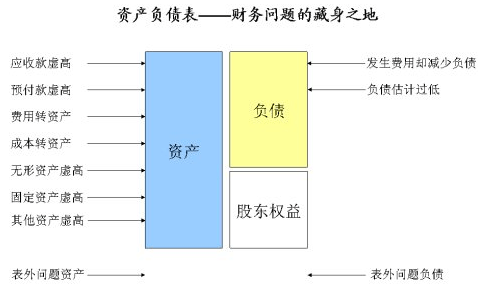 资产负债表——财务问题的藏身之地
应收款虚高
预付款虚高
费用转资产
成本转资产
无形资产虚高
固定资产虚高
其他资产虚高
表外问题资产
资产
负债
股东权益
发生费用却减少负债
负债估计过低
表外问题负债